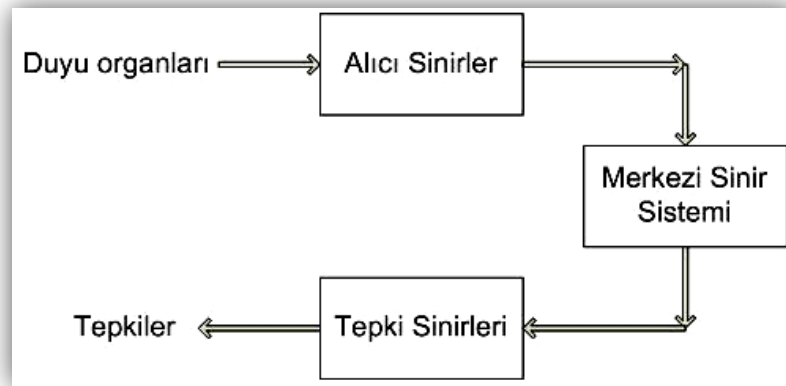 Duyu organları
Alıcı Sinirler
Merkezi Sinir
Sistemi
Tepki Sinirleri
Tepkiler